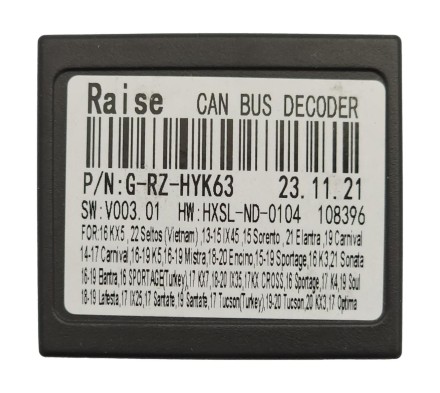 Raise CAN BUS DECODER
P/N:G-RZ-HYK63 23.11.21
SW:V003.01 HW:HXSL-ND-0104 108396
FOR:16 KX5 , 22 Seltos (Vietnam) ,13-15 IX45 ,15 Sorento , 21 Elantra ,19 Carnival
14-17 Carnival,16-19 K5,16-19 Mistra,18-20 Encino,15-19 Sportage,16 K3,21 Sonata
16-19 Elantra,16 SPORTAGE(Turkey),17 KX7,18-20 IX35,17KX CROSS,16 Sportage,17 K4,19 Soul
18-19 Lafesta,17 IX25,17 Santafe,19 Santafe,17 Tucson(Turkey),19-20 Tucson,20 KX3,17 Optima